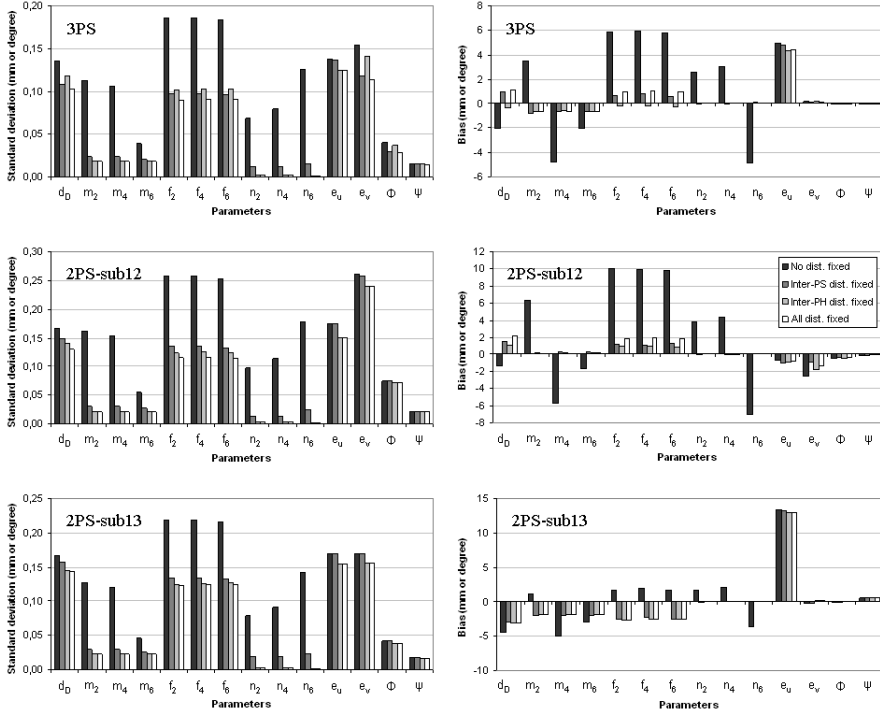 3PS
Standard deviation (mm or degree)
0,20
0,15
0,10
0,05
0,00
d_D m_2 m_4 m_6 f_2 f_4 f_6 n_2 n_4 n_6 e_u e_v Φ Ψ
Parameters
3PS
Bias (mm or degree)
8
6
4
2
0
-2
-4
-6
d_D m_2 m_4 m_6 f_2 f_4 f_6 n_2 n_4 n_6 e_u e_v Φ Ψ
Parameters
2PS-sub12
Standard deviation (mm or degree)
0,30
0,25
0,20
0,15
0,10
0,05
0,00
d_D m_2 m_4 m_6 f_2 f_4 f_6 n_2 n_4 n_6 e_u e_v Φ Ψ
Parameters
2PS-sub12
Bias (mm or degree)
12
10
8
6
4
2
0
-2
-4
-6
-8
No dist. fixed
Inter-PS dist. fixed
Inter-PH dist. fixed
All dist. fixed
d_D m_2 m_4 m_6 f_2 f_4 f_6 n_2 n_4 n_6 e_u e_v Φ Ψ
Parameters
2PS-sub13
Standard deviation (mm or degree)
0,25
0,20
0,15
0,10
0,05
0,00
d_D m_2 m_4 m_6 f_2 f_4 f_6 n_2 n_4 n_6 e_u e_v Φ Ψ
Parameters
2PS-sub13
Bias (mm or degree)
15
10
5
0
-5
-10
d_D m_2 m_4 m_6 f_2 f_4 f_6 n_2 n_4 n_6 e_u e_v Φ Ψ
Parameters